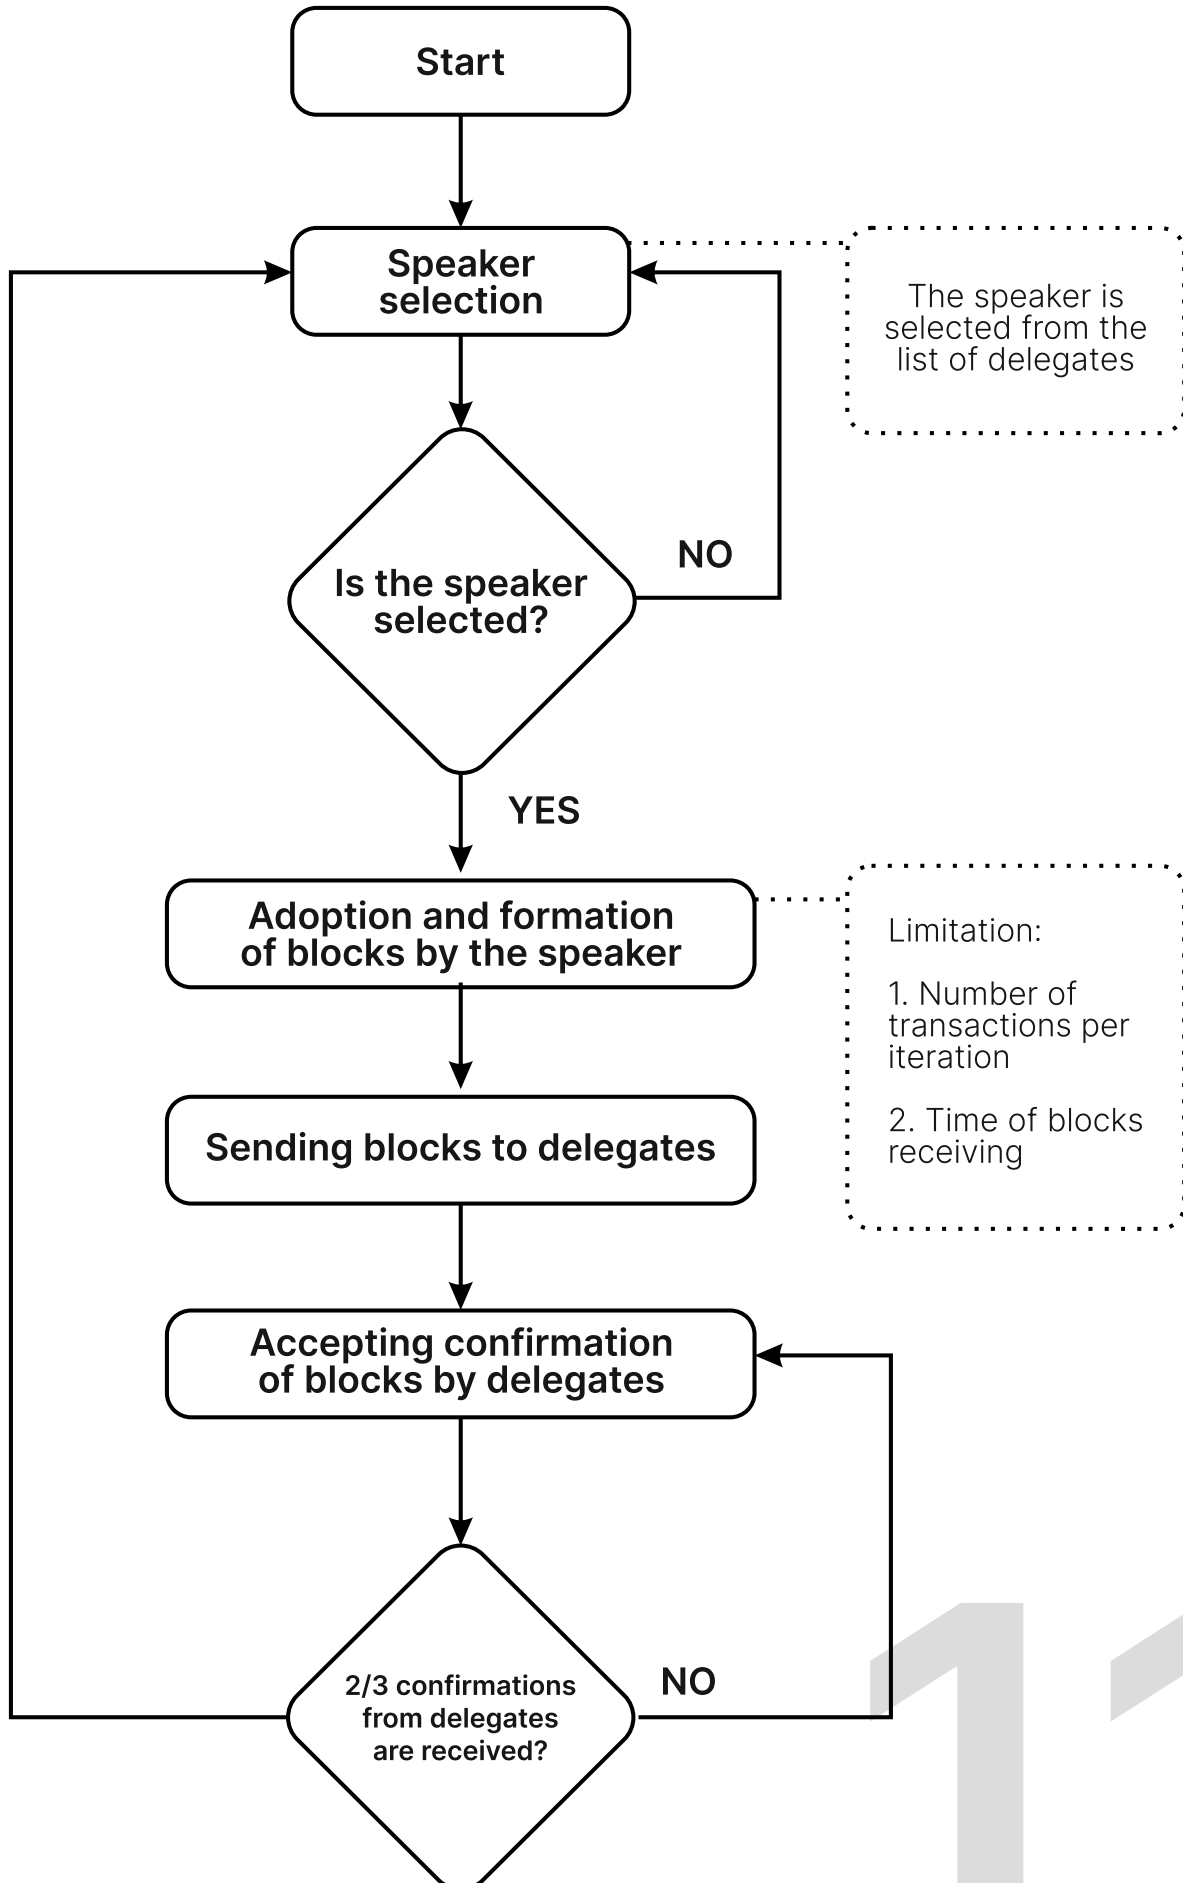 Start
Speaker
selection
The speaker is
selected from the
list of delegates
Is the speaker
selected?
NO
YES
Adoption and formation
of blocks by the speaker
Limitation:
1. Number of
transactions per
iteration
2. Time of blocks
receiving
Sending blocks to delegates
Accepting confirmation
of blocks by delegates
2/3 confirmations
from delegates
are received?
NO
11